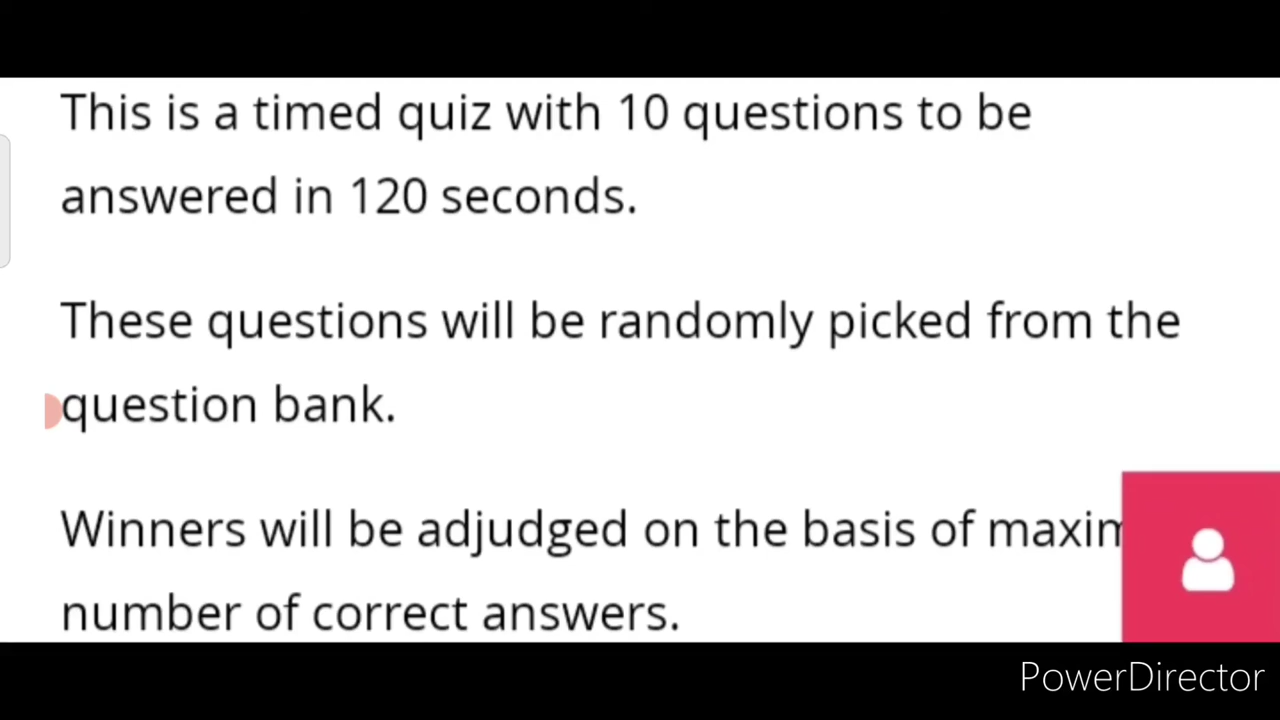 This is a timed quiz with 10 questions to be
answered in 120 seconds.
These questions will be randomly picked from the
question bank.
Winners will be adjudged on the basis of maxim
number of correct answers.
PowerDirector